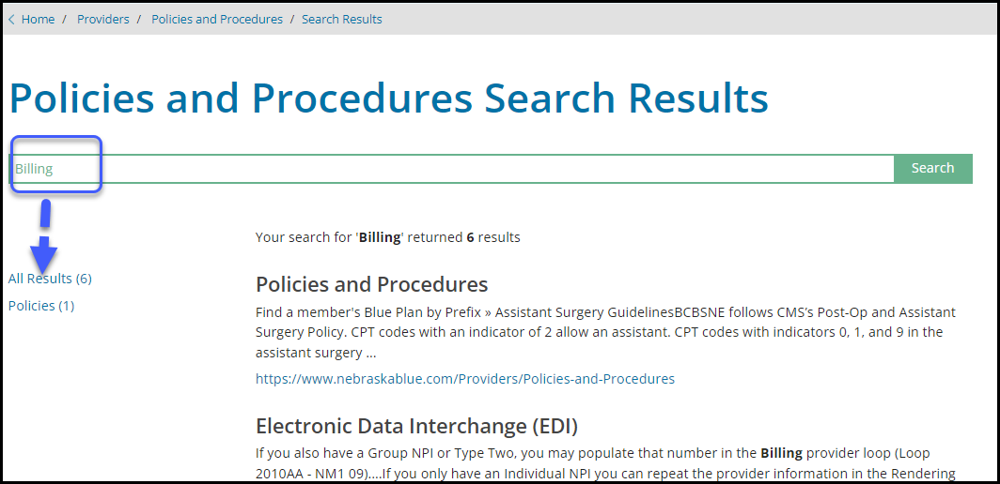 Home / Providers / Policies and Procedures / Search Results
Policies and Procedures Search Results
Billing
Search
Your search for 'Billing' returned 6 results
All Results (6)
Policies (1)
Policies and Procedures
Find a member's Blue Plan by Prefix » Assistant Surgery GuidelinesBCBSNE follows CMS’s Post-Op and Assistant
Surgery Policy. CPT codes with an indicator of 2 allow an assistant. CPT codes with indicators 0, 1, and 9 in the
assistant surgery ...
https://www.nebraskablue.com/Providers/Policies-and-Procedures
Electronic Data Interchange (EDI)
If you also have a Group NPI or Type Two, you may populate that number in the Billing provider loop (Loop
2010AA - NM1 09)....If you only have an Individual NPI you can repeat the provider information in the Rendering